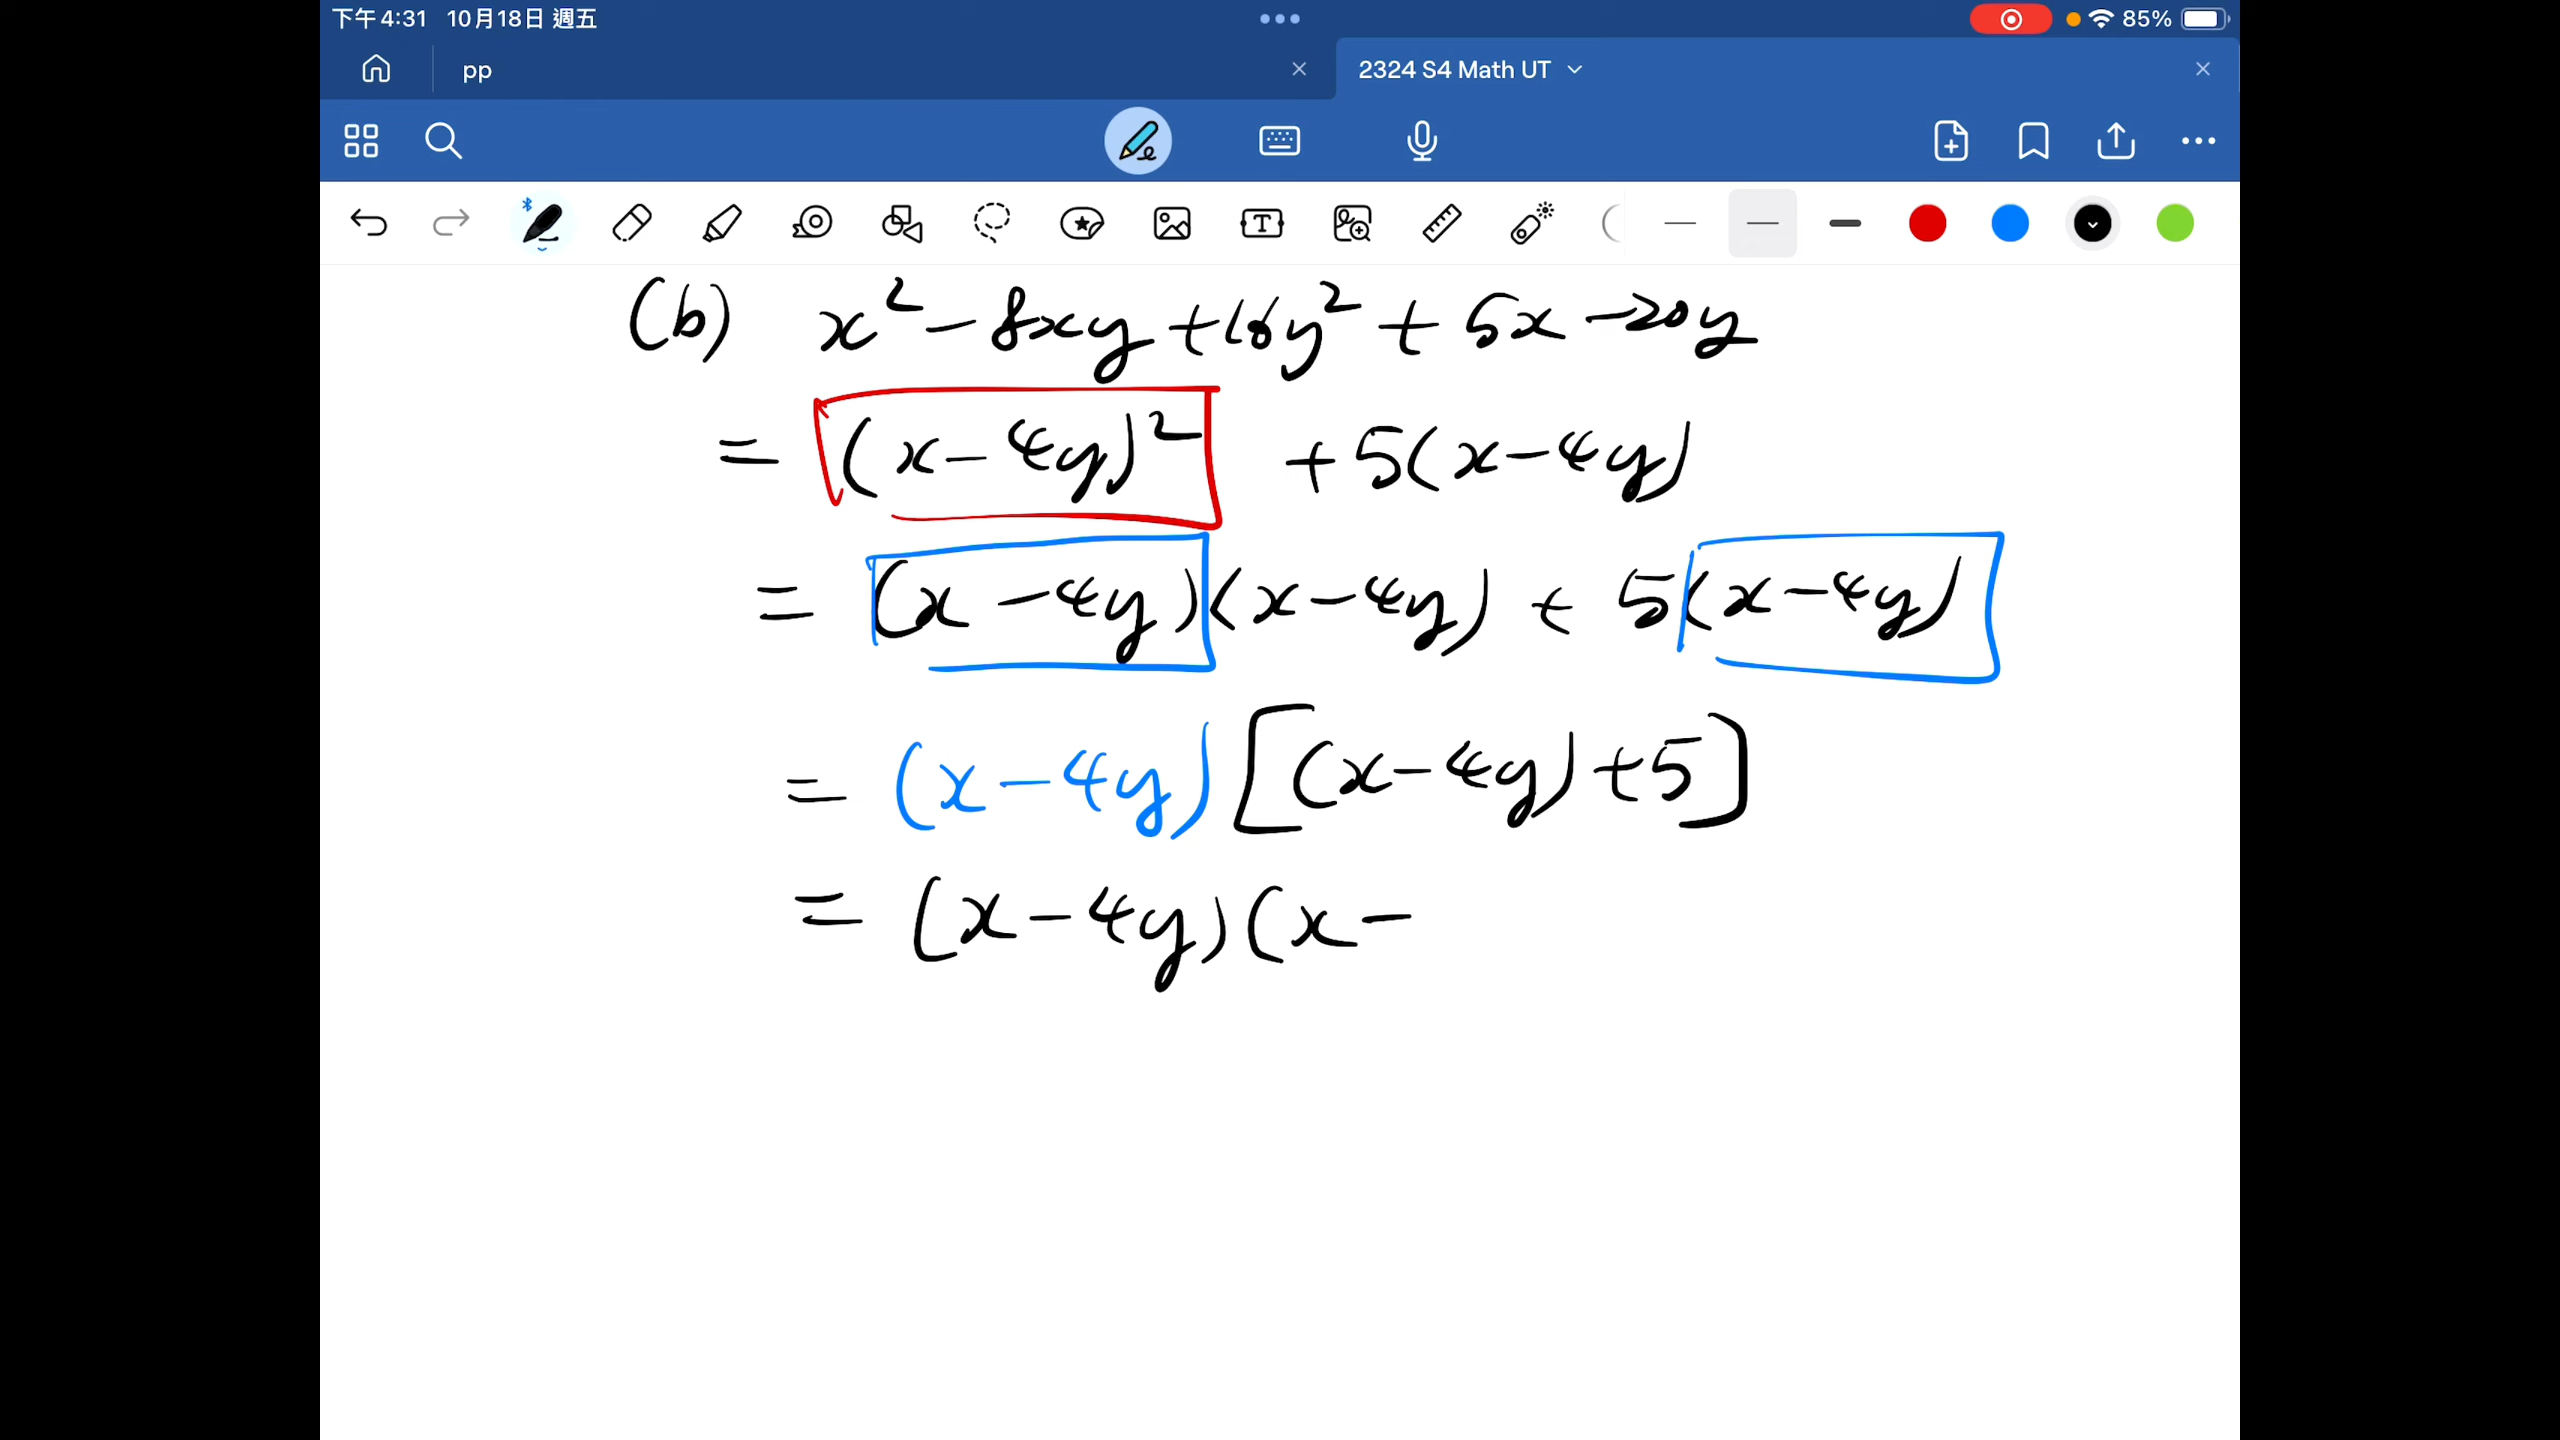 下午4:31 10月18日 週五 85%
pp 2324 S4 Math UT
(b) x² - 8xy + 16y² + 5x - 20y
= (x - 4y)² + 5(x - 4y)
= (x - 4y)(x - 4y) + 5(x - 4y)
= (x - 4y)[(x - 4y) + 5]
= (x - 4y)(x -